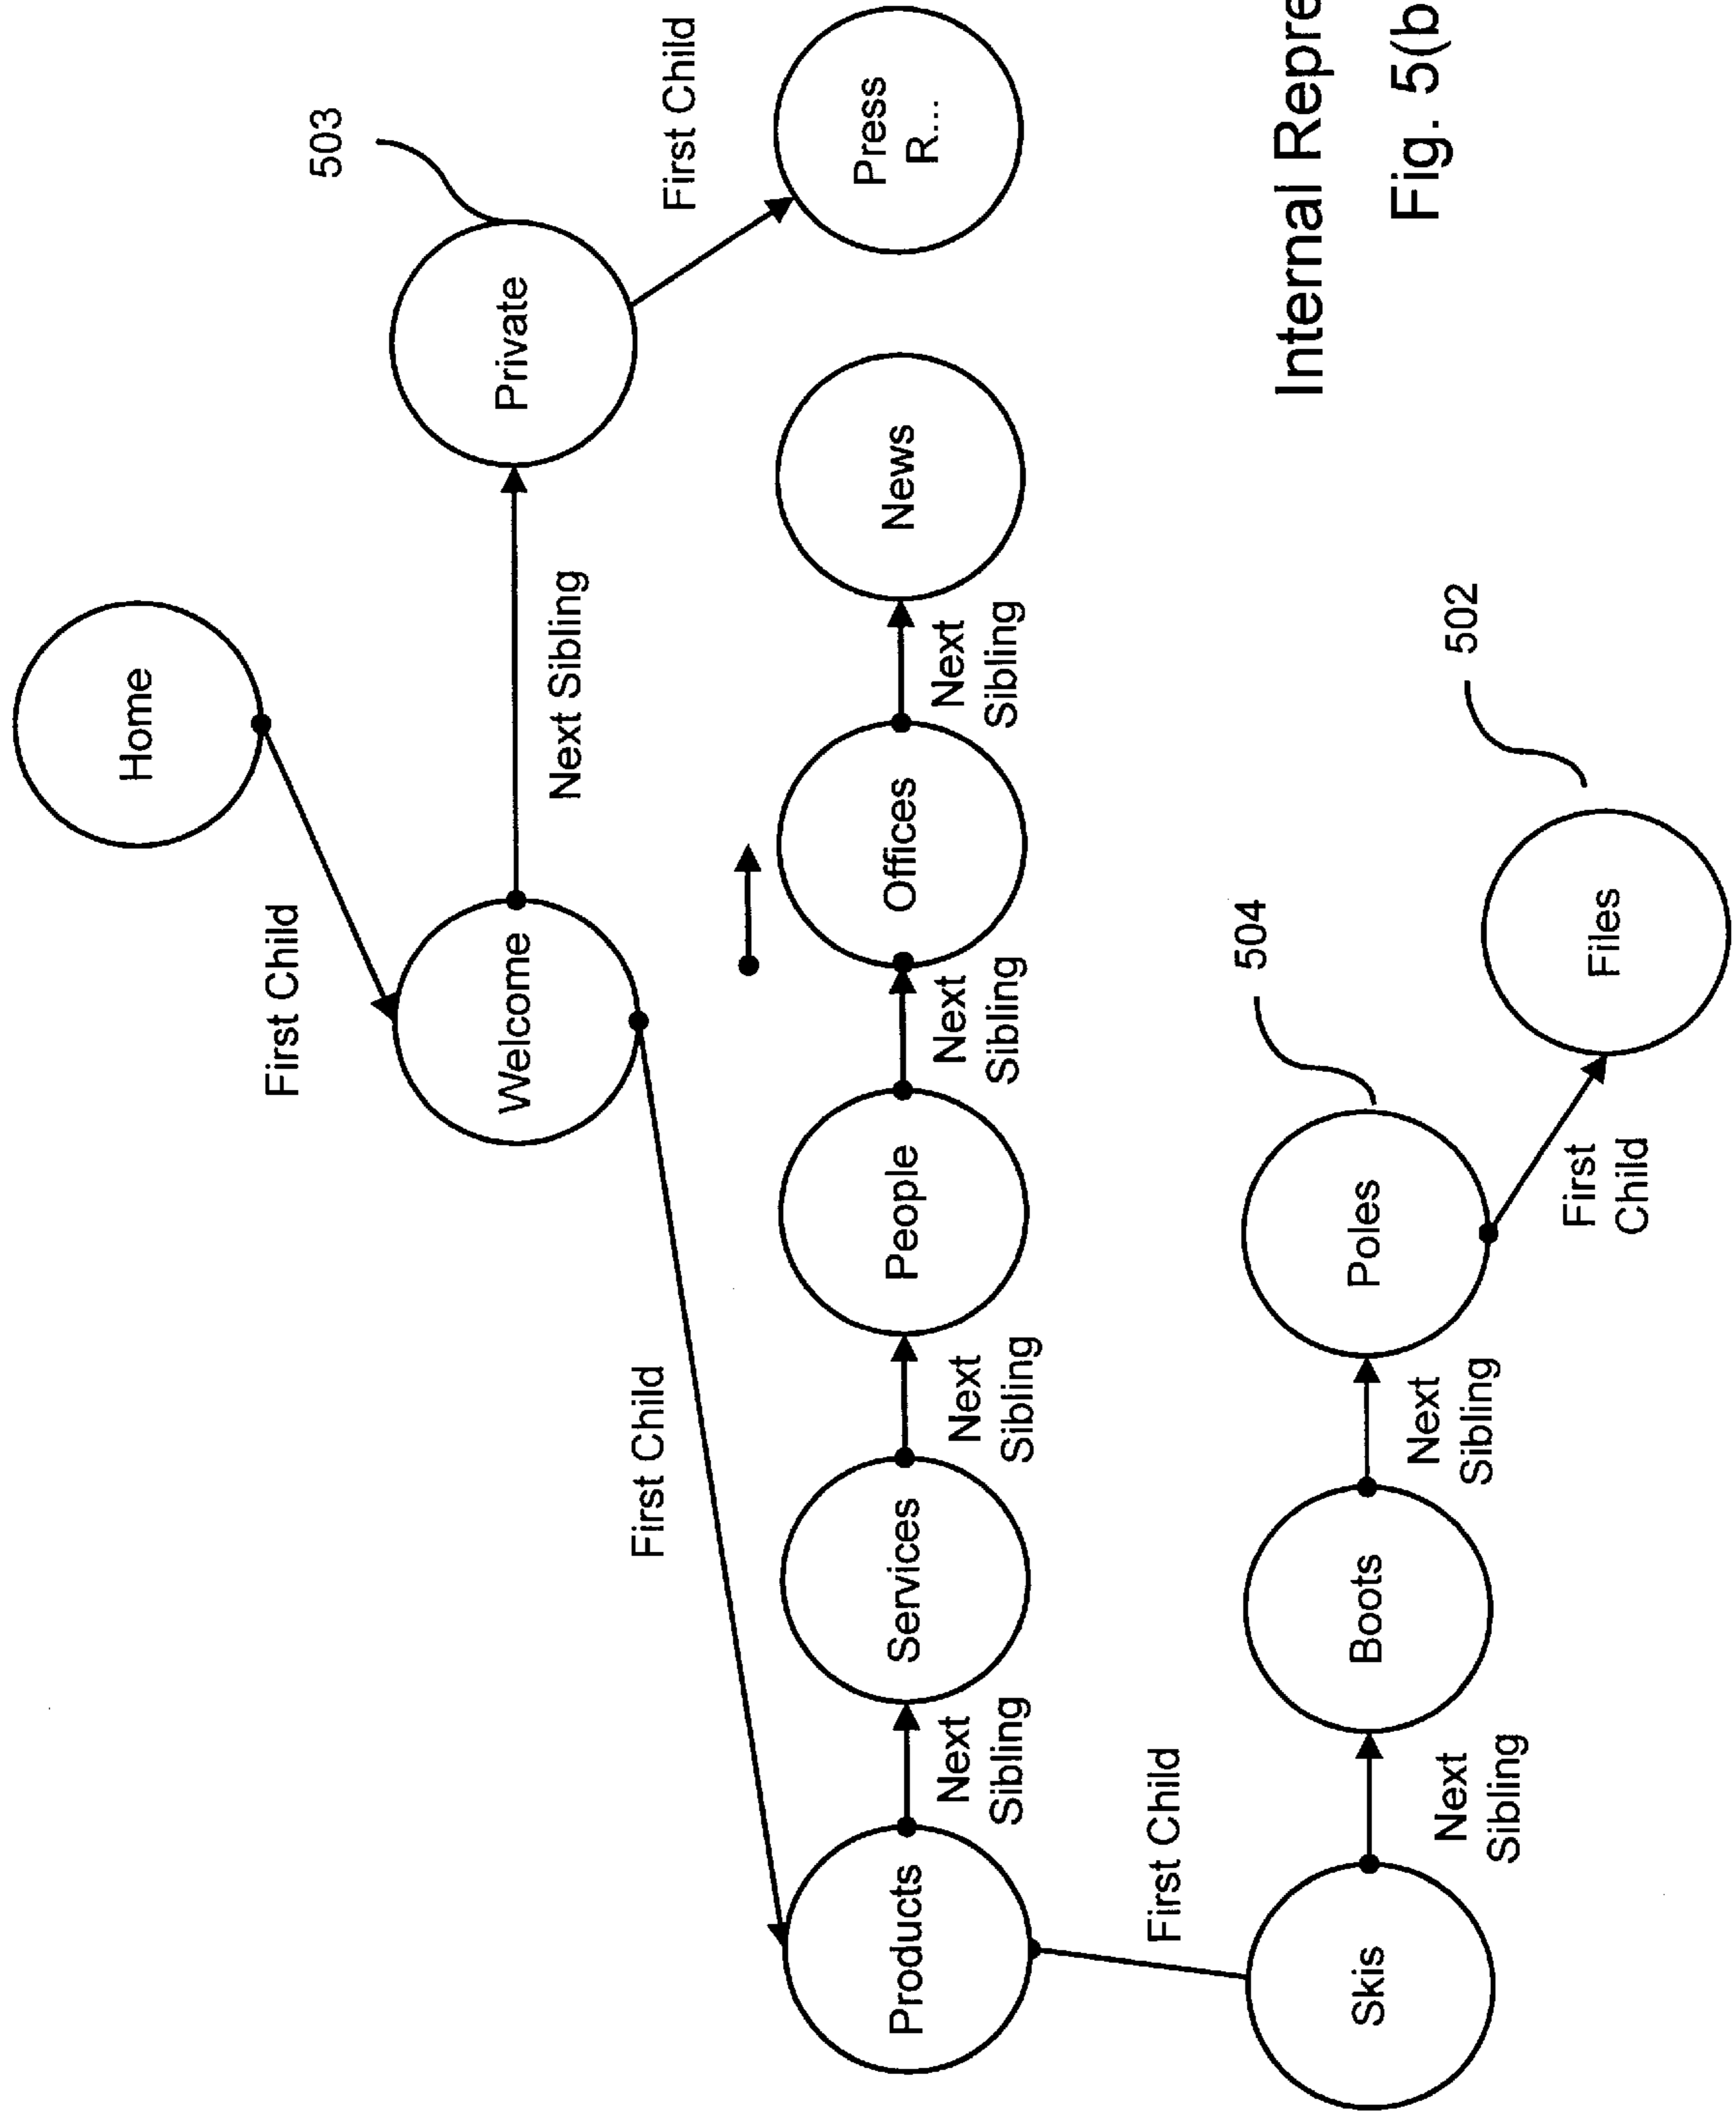 Home
First Child
503
Welcome
Next Sibling
Private
First Child
First Child
Products
Next
Sibling
Services
Next
Sibling
People
Next
Sibling
Offices
Next
Sibling
News
Press
R...
First Child
504
Skis
Next
Sibling
Boots
Next
Sibling
Poles
First
Child
502
Files
Internal Repre
Fig. 5(b